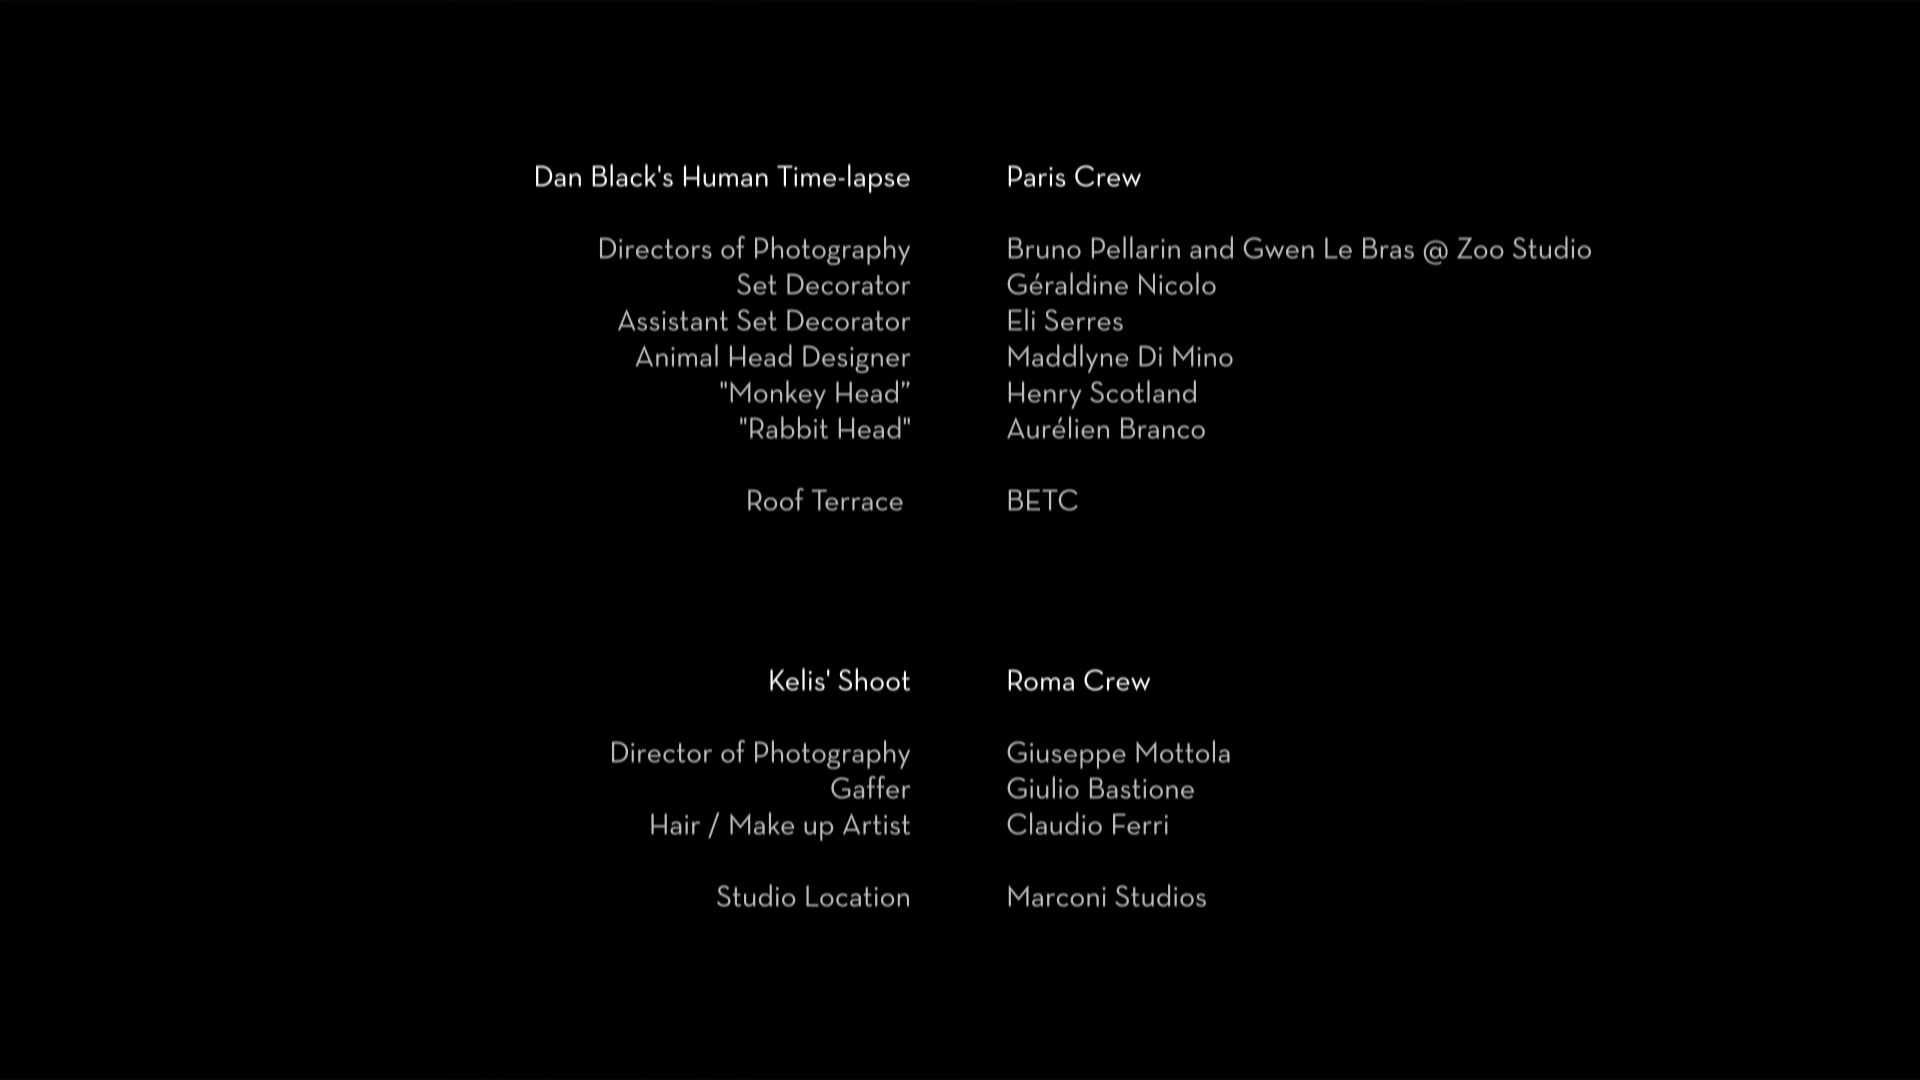 Dan Black's Human Time-lapse Paris Crew
Directors of Photography Bruno Pellarin and Gwen Le Bras @ Zoo Studio
Set Decorator Géraldine Nicolo
Assistant Set Decorator Eli Serres
Animal Head Designer Maddlyne Di Mino
"Monkey Head” Henry Scotland
"Rabbit Head" Aurélien Branco
Roof Terrace BETC
Kelis' Shoot Roma Crew
Director of Photography Giuseppe Mottola
Gaffer Giulio Bastione
Hair / Make up Artist Claudio Ferri
Studio Location Marconi Studios